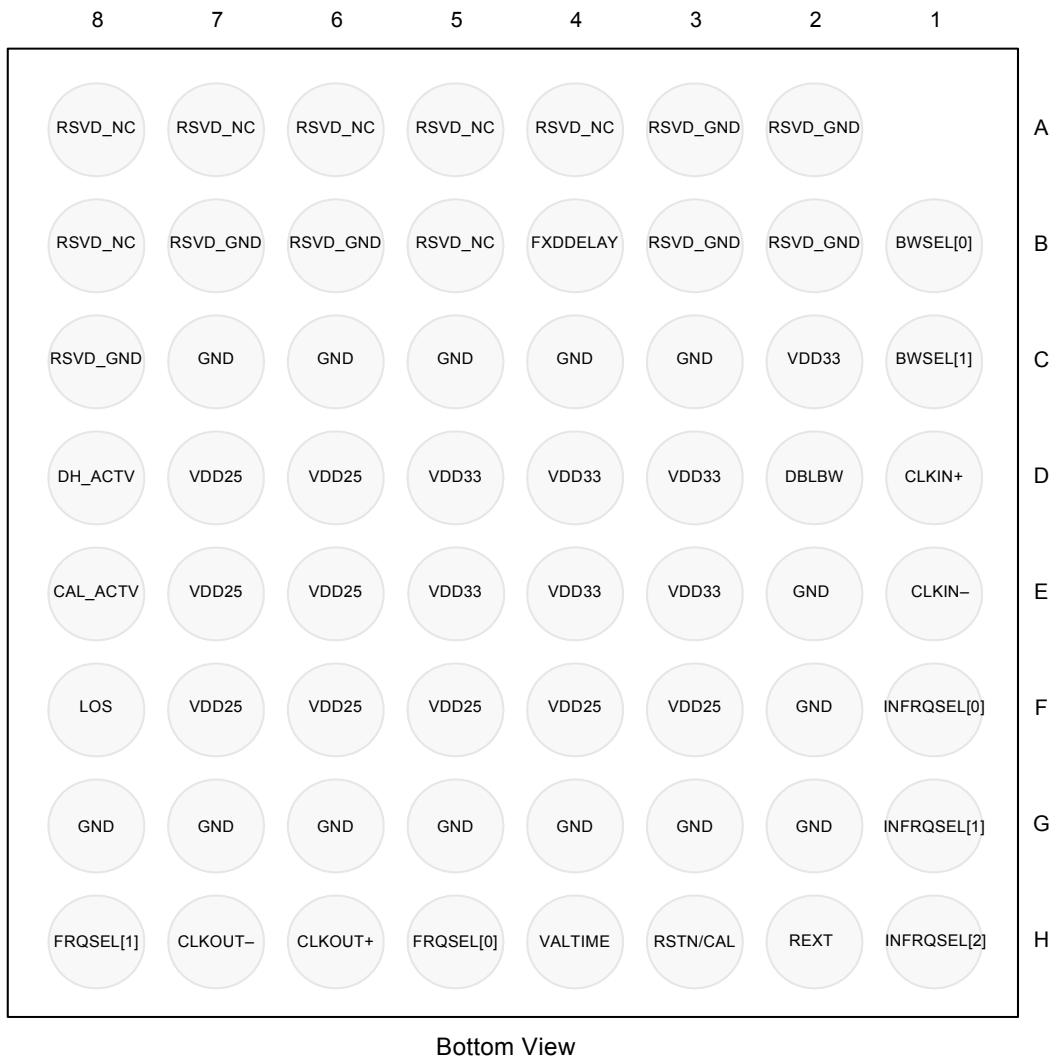 8 7 6 5 4 3 2 1
RSVD_NC RSVD_NC RSVD_NC RSVD_NC RSVD_NC RSVD_GND RSVD_GND A
RSVD_NC RSVD_GND RSVD_GND RSVD_NC FXDDELAY RSVD_GND RSVD_GND BWSEL[0] B
RSVD_GND GND GND GND GND GND VDD33 BWSEL[1] C
DH_ACTV VDD25 VDD25 VDD33 VDD33 VDD33 DBLBW CLKIN+ D
CAL_ACTV VDD25 VDD25 VDD33 VDD33 VDD33 GND CLKIN– E
LOS VDD25 VDD25 VDD25 VDD25 VDD25 GND INFRQSEL[0] F
GND GND GND GND GND GND GND INFRQSEL[1] G
FRQSEL[1] CLKOUT– CLKOUT+ FRQSEL[0] VALTIME RSTN/CAL REXT INFRQSEL[2] H
Bottom View